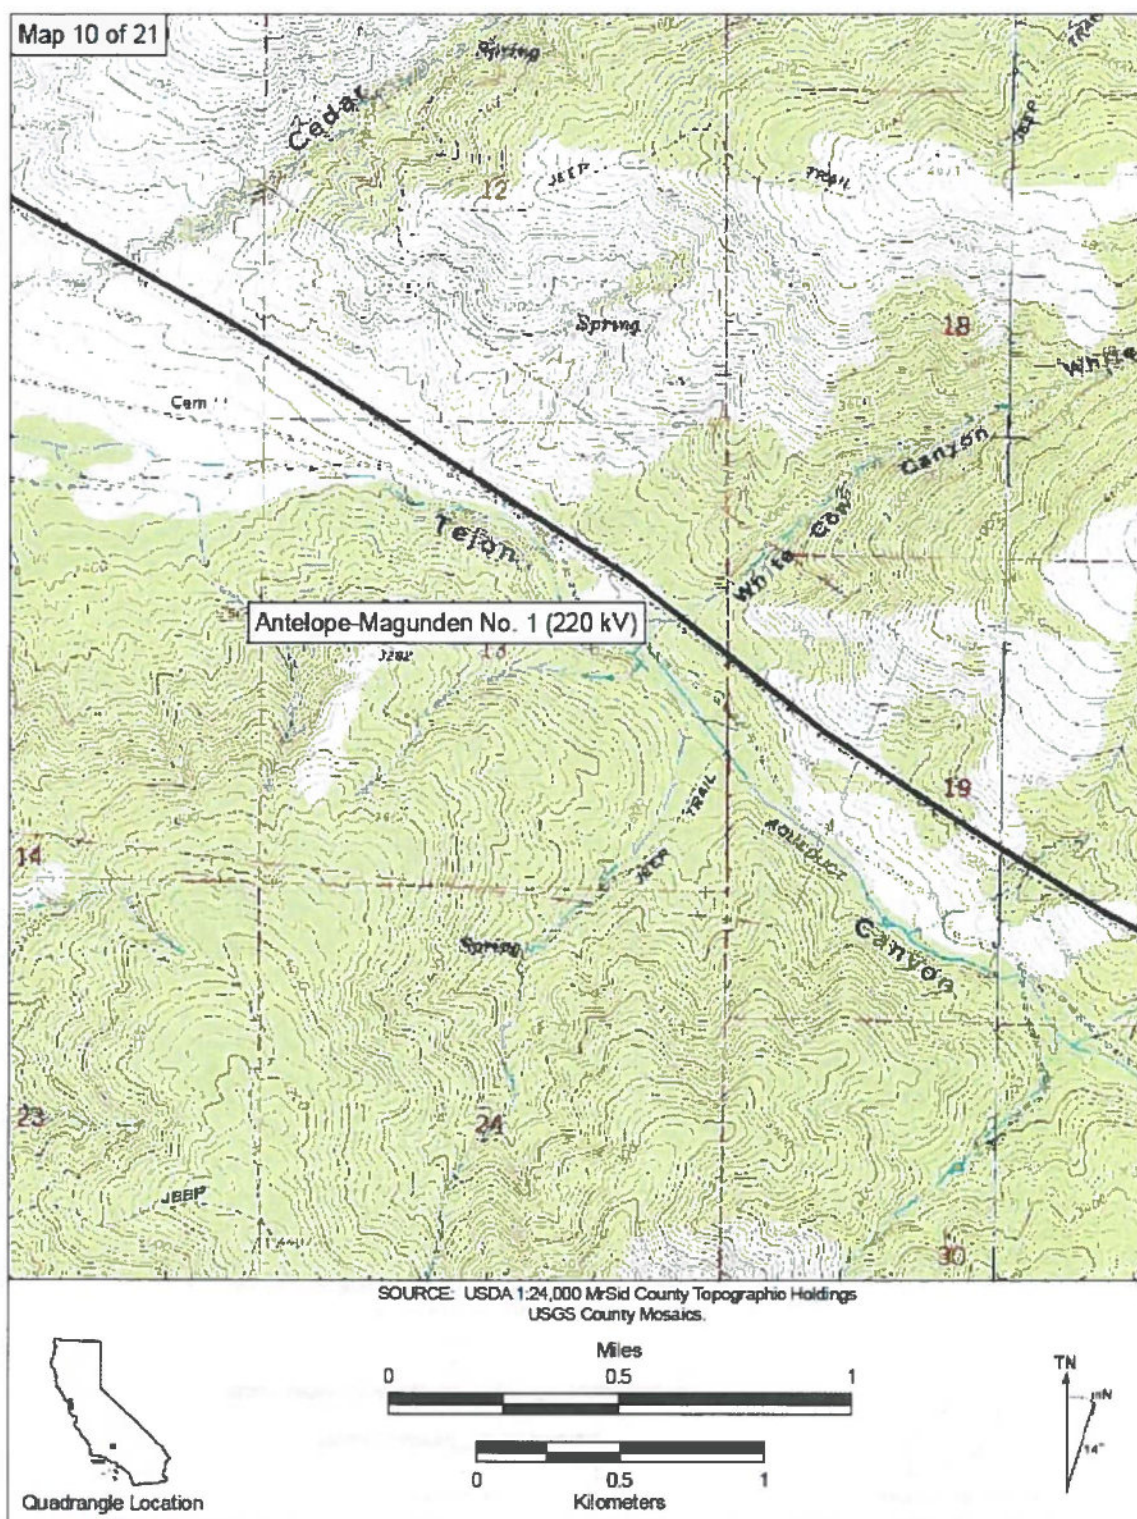 Map 10 of 21
Spring
TRAIL
Cedar
JEEP
12
JEEP
TRAIL
Spring
18
White
Cem
Canyon
Cows
White
Tejon
Antelope-Magunden No. 1 (220 kV)
13
TRAIL
19
AQUEDUCT
14
JEEP
Spring
Canyon
23
24
JEEP
30
SOURCE: USDA 1:24,000 MrSid County Topographic Holdings
USGS County Mosaics.
Miles
0 0.5 1
0 0.5 1
Kilometers
Quadrangle Location
TN
mN
14°